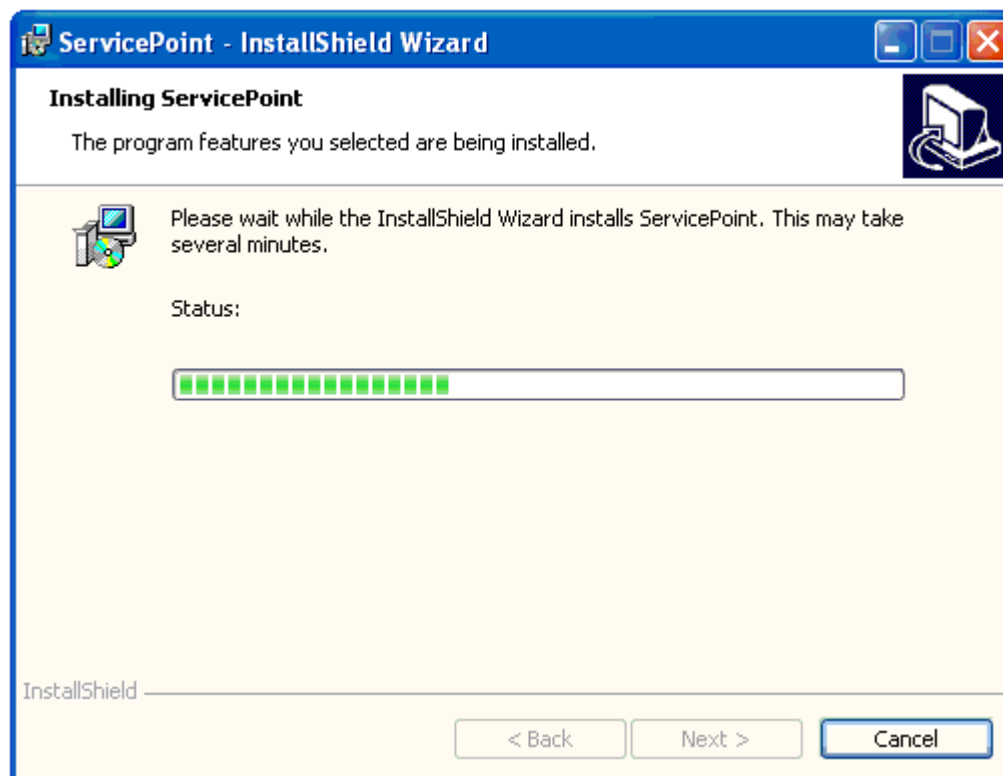 ServicePoint - InstallShield Wizard
Installing ServicePoint
The program features you selected are being installed.
Please wait while the InstallShield Wizard installs ServicePoint. This may take
several minutes.
Status:
InstallShield
< Back
Next >
Cancel